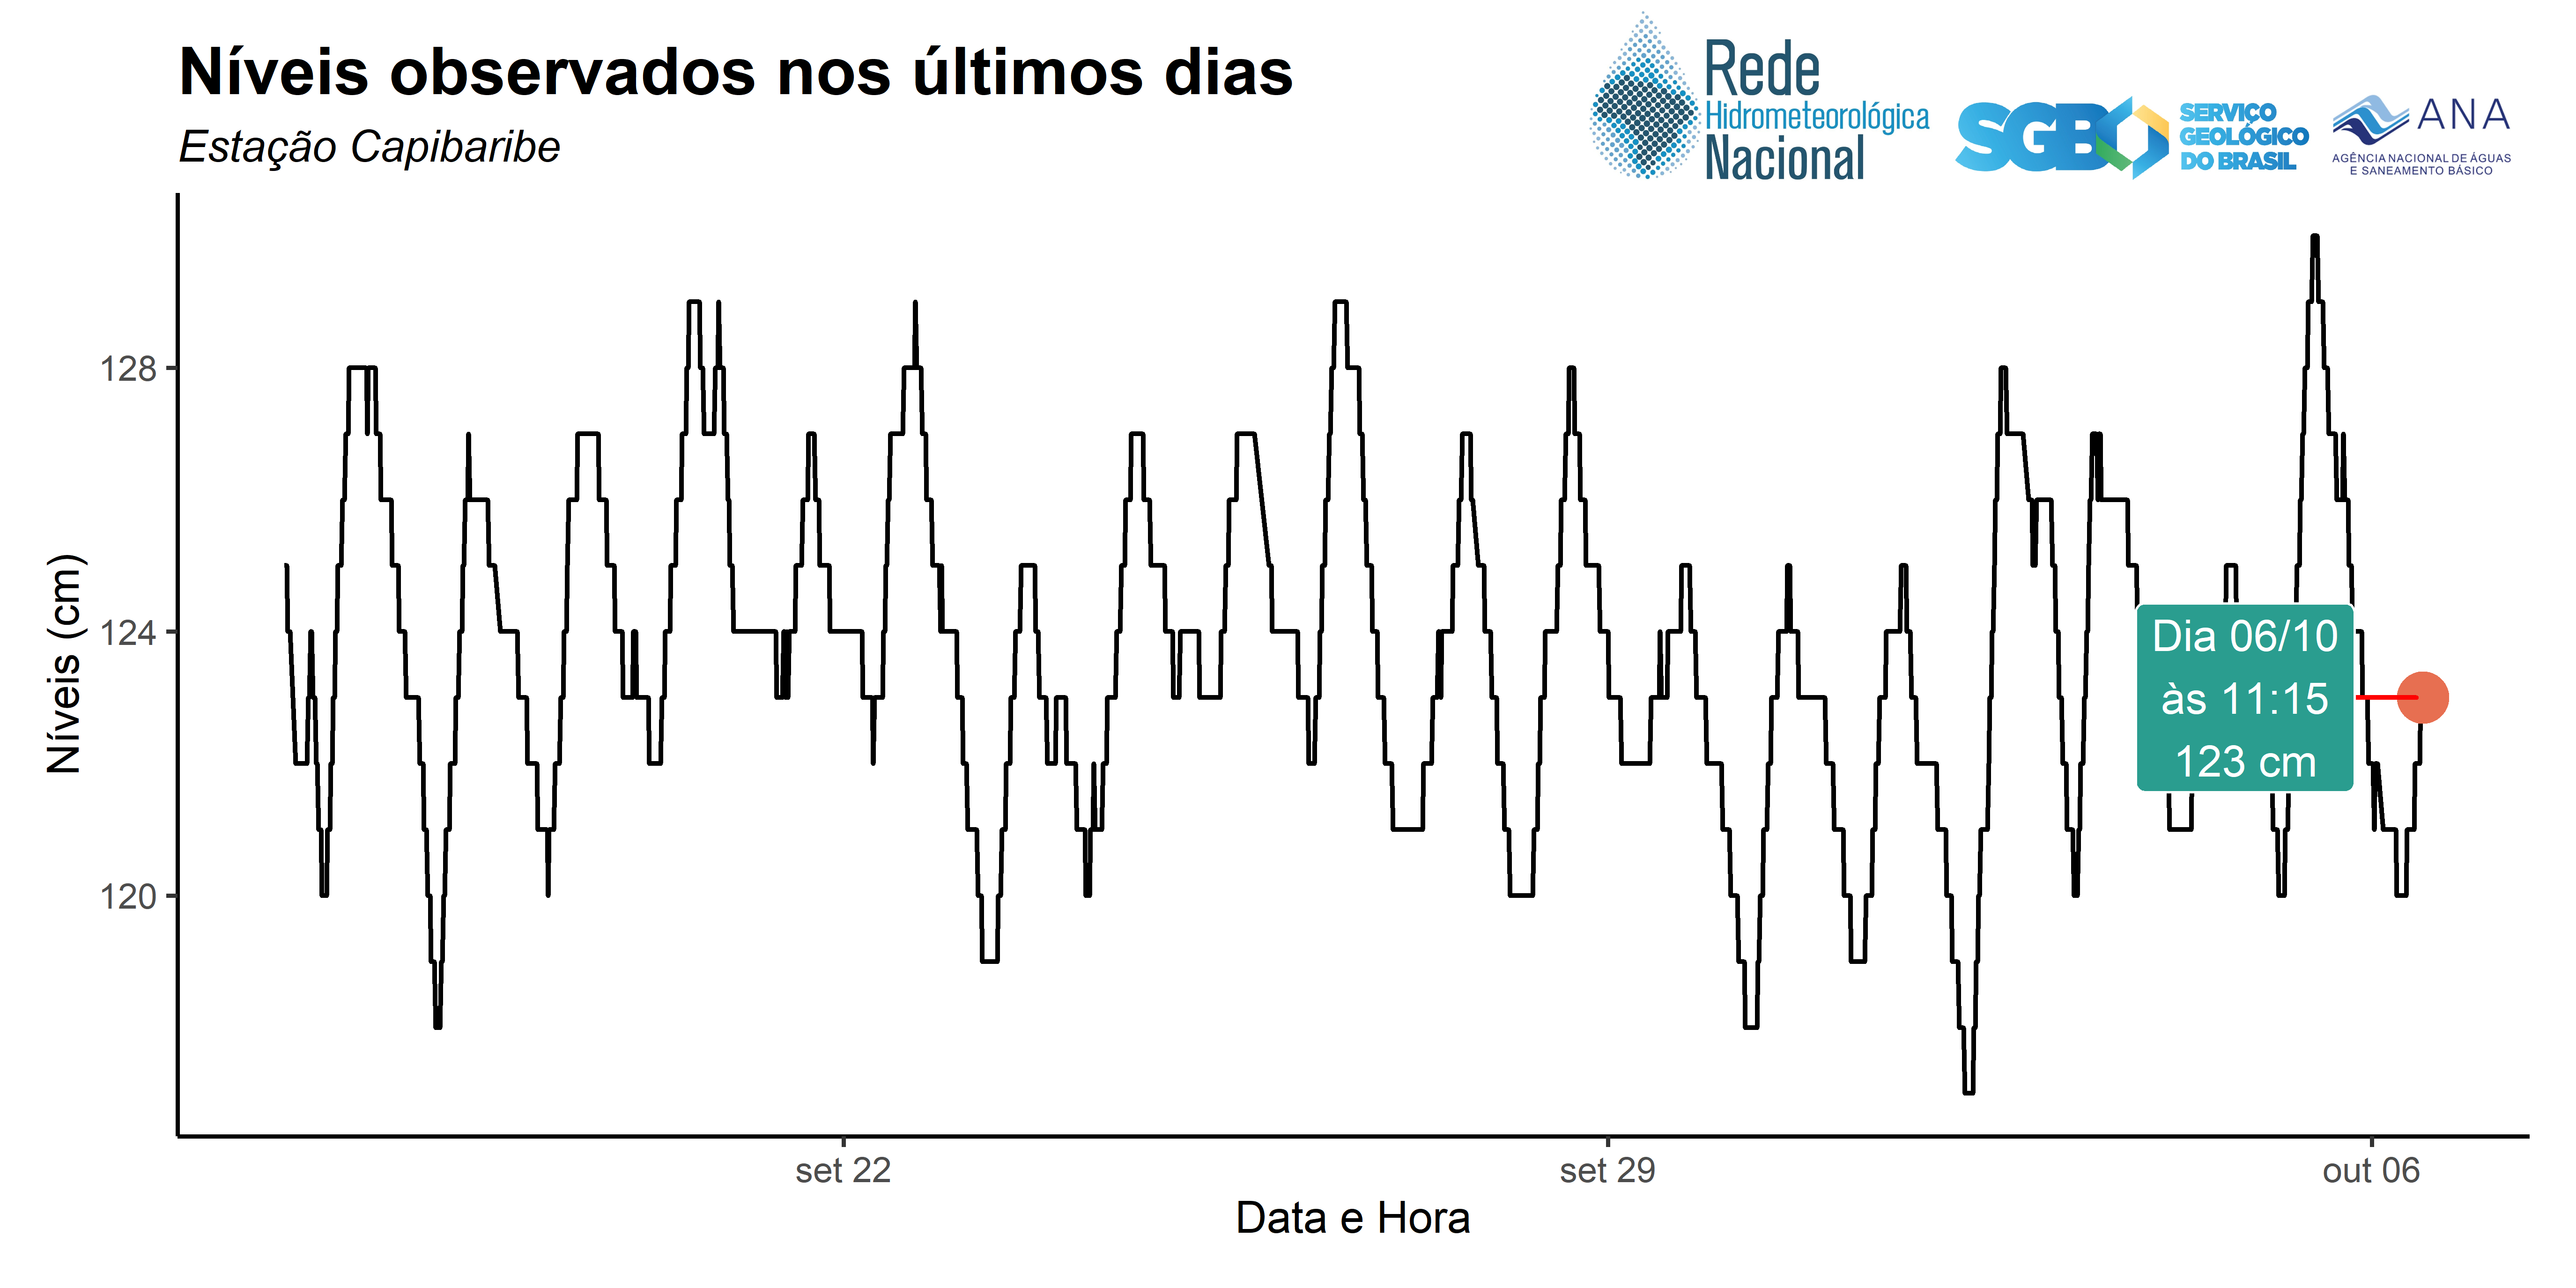 Níveis observados nos últimos dias
Estação Capibaribe
Rede
Hidrometeorológica
Nacional
SGB
SERVIÇO
GEOLÓGICO
DO BRASIL
ANA
AGÊNCIA NACIONAL DE ÁGUAS
E SANEAMENTO BÁSICO
Níveis (cm)
128
124
120
Dia 06/10
às 11:15
123 cm
set 22
set 29
out 06
Data e Hora